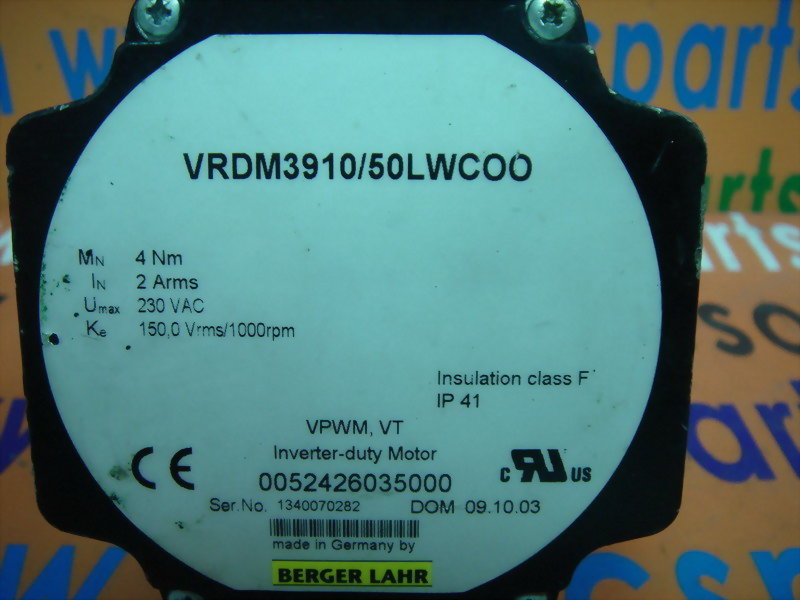 VRDM3910/50LWCOO
MN 4 Nm
IN 2 Arms
Umax 230 VAC
Ke 150,0 Vrms/1000rpm
Insulation class F
IP 41
VPWM, VT
Inverter-duty Motor
CE
0052426035000
c RU US
Ser.No. 1340070282 DOM 09.10.03
made in Germany by
BERGER LAHR